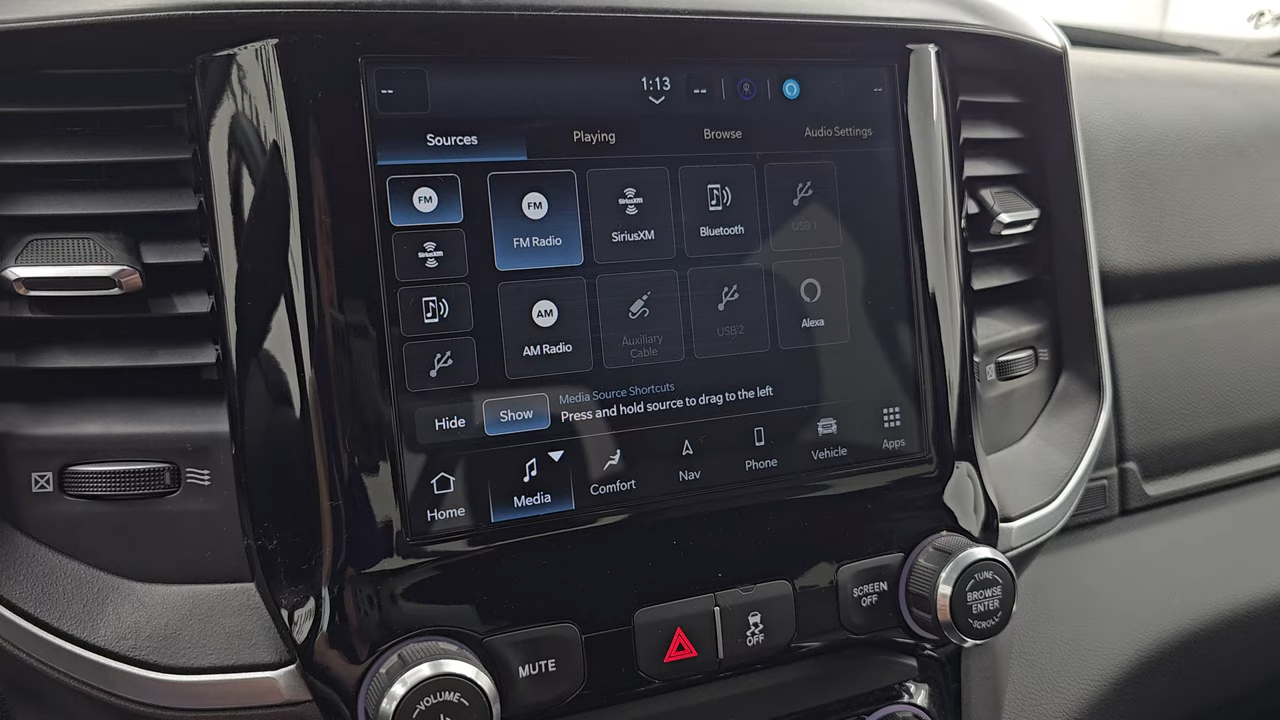 --
1:13
--
--
Sources
Playing
Browse
Audio Settings
FM
FM
FM Radio
SiriusXM
SiriusXM
Bluetooth
USB 1
SiriusXM
AM
AM Radio
Auxiliary
Cable
USB 2
Alexa
Media Source Shortcuts
Hide
Show
Press and hold source to drag to the left
Home
Media
Comfort
Nav
Phone
Vehicle
Apps
MUTE
OFF
SCREEN
OFF
TUNE
BROWSE
ENTER
SCROLL
VOLUME